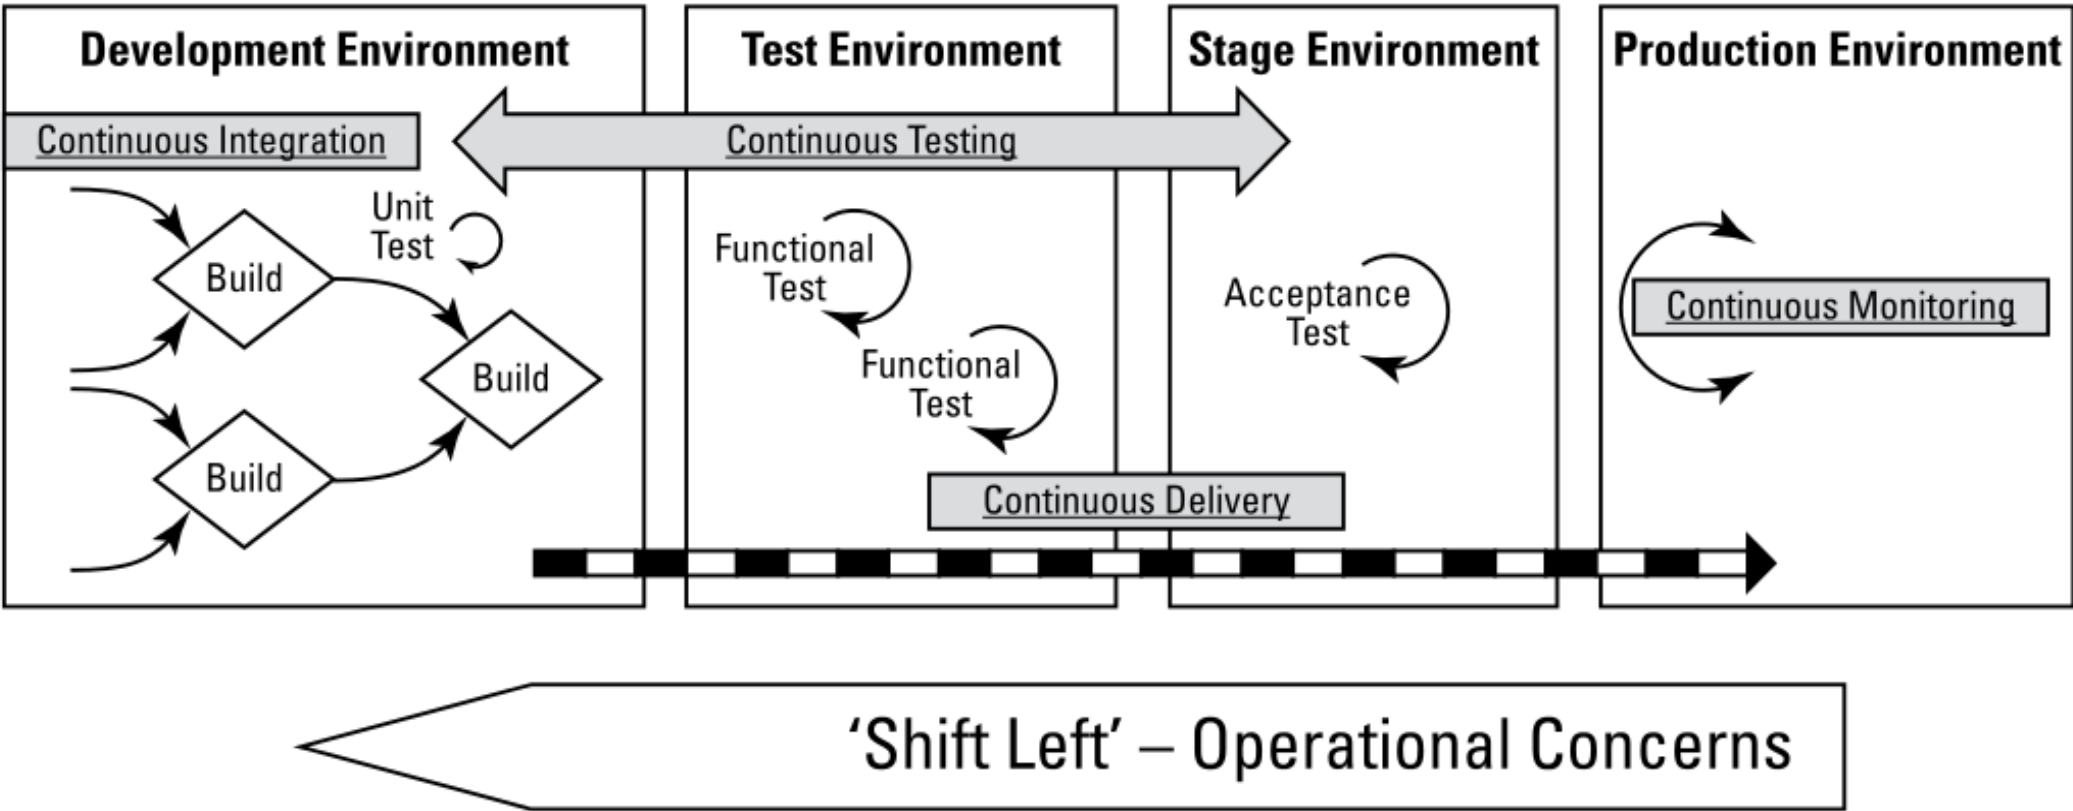 Development Environment
Test Environment
Stage Environment
Production Environment
Continuous Integration
Continuous Testing
Unit
Test
Build
Build
Build
Functional
Test
Functional
Test
Acceptance
Test
Continuous Monitoring
Continuous Delivery
‘Shift Left’ – Operational Concerns